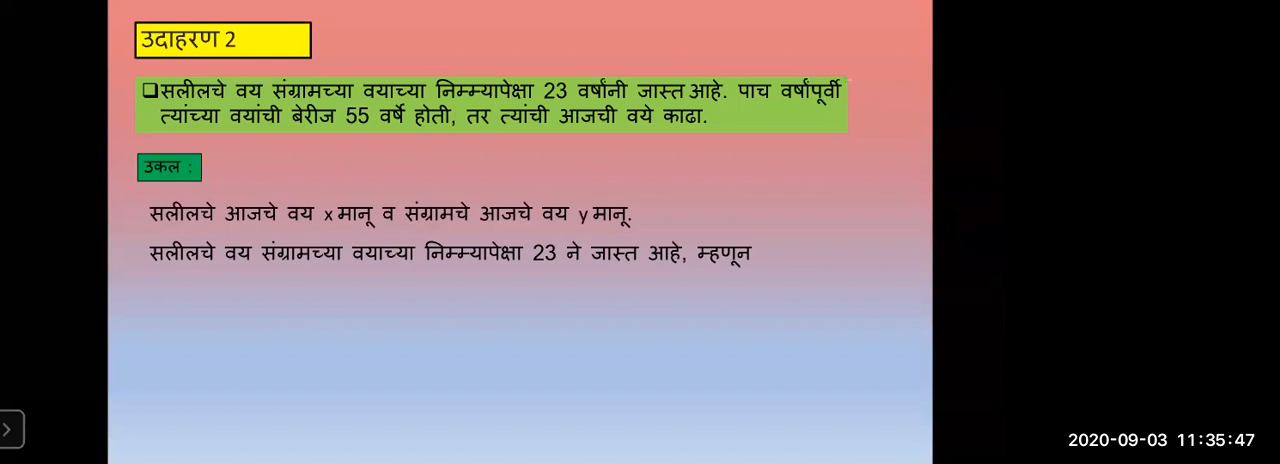 उदाहरण 2
❑सलीलचे वय संग्रामच्या वयाच्या निम्म्यापेक्षा 23 वर्षांनी जास्त आहे. पाच वर्षांपूर्वी
त्यांच्या वयांची बेरीज 55 वर्षे होती, तर त्यांची आजची वये काढा.
उकल :
सलीलचे आजचे वय x मानू व संग्रामचे आजचे वय y मानू.
सलीलचे वय संग्रामच्या वयाच्या निम्म्यापेक्षा 23 ने जास्त आहे, म्हणून
2020-09-03 11:35:47